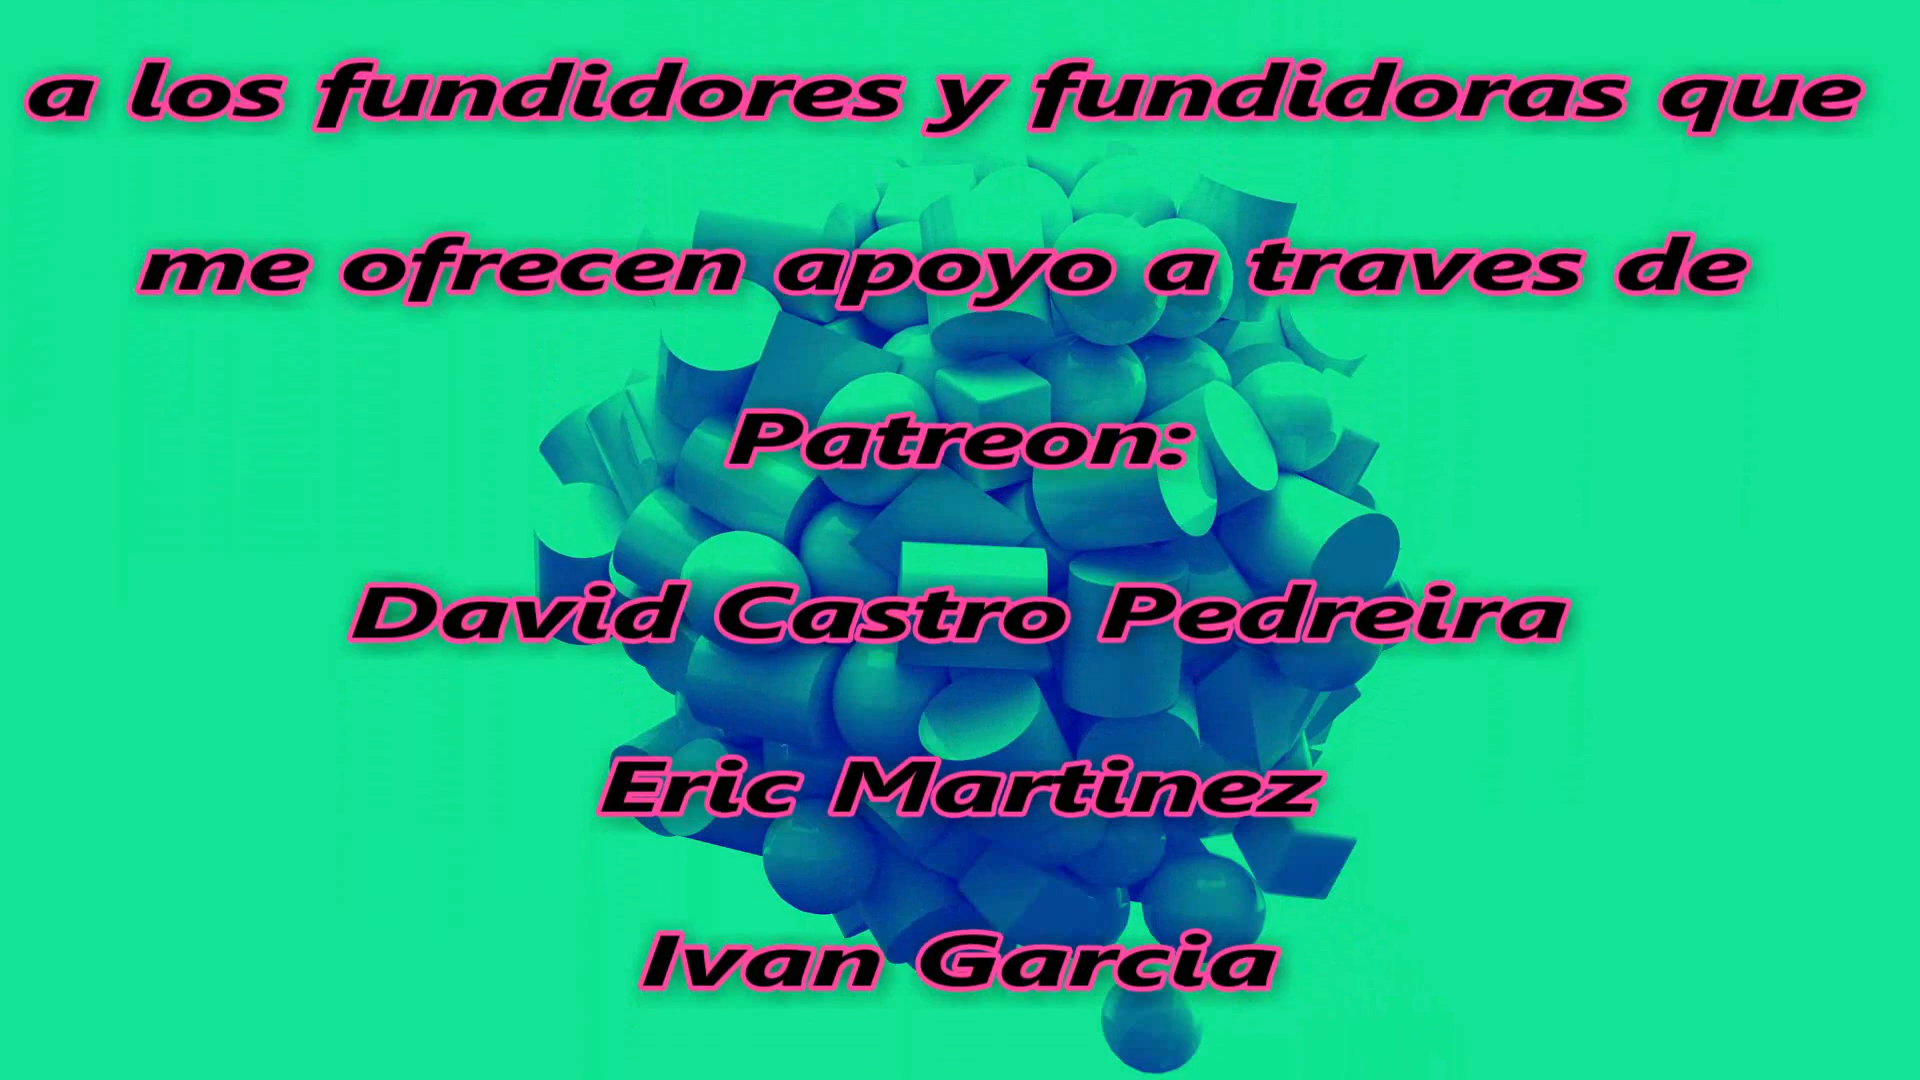 a los fundidores y fundidoras que
me ofrecen apoyo a traves de
Patreon:
David Castro Pedreira
Eric Martinez
Ivan Garcia